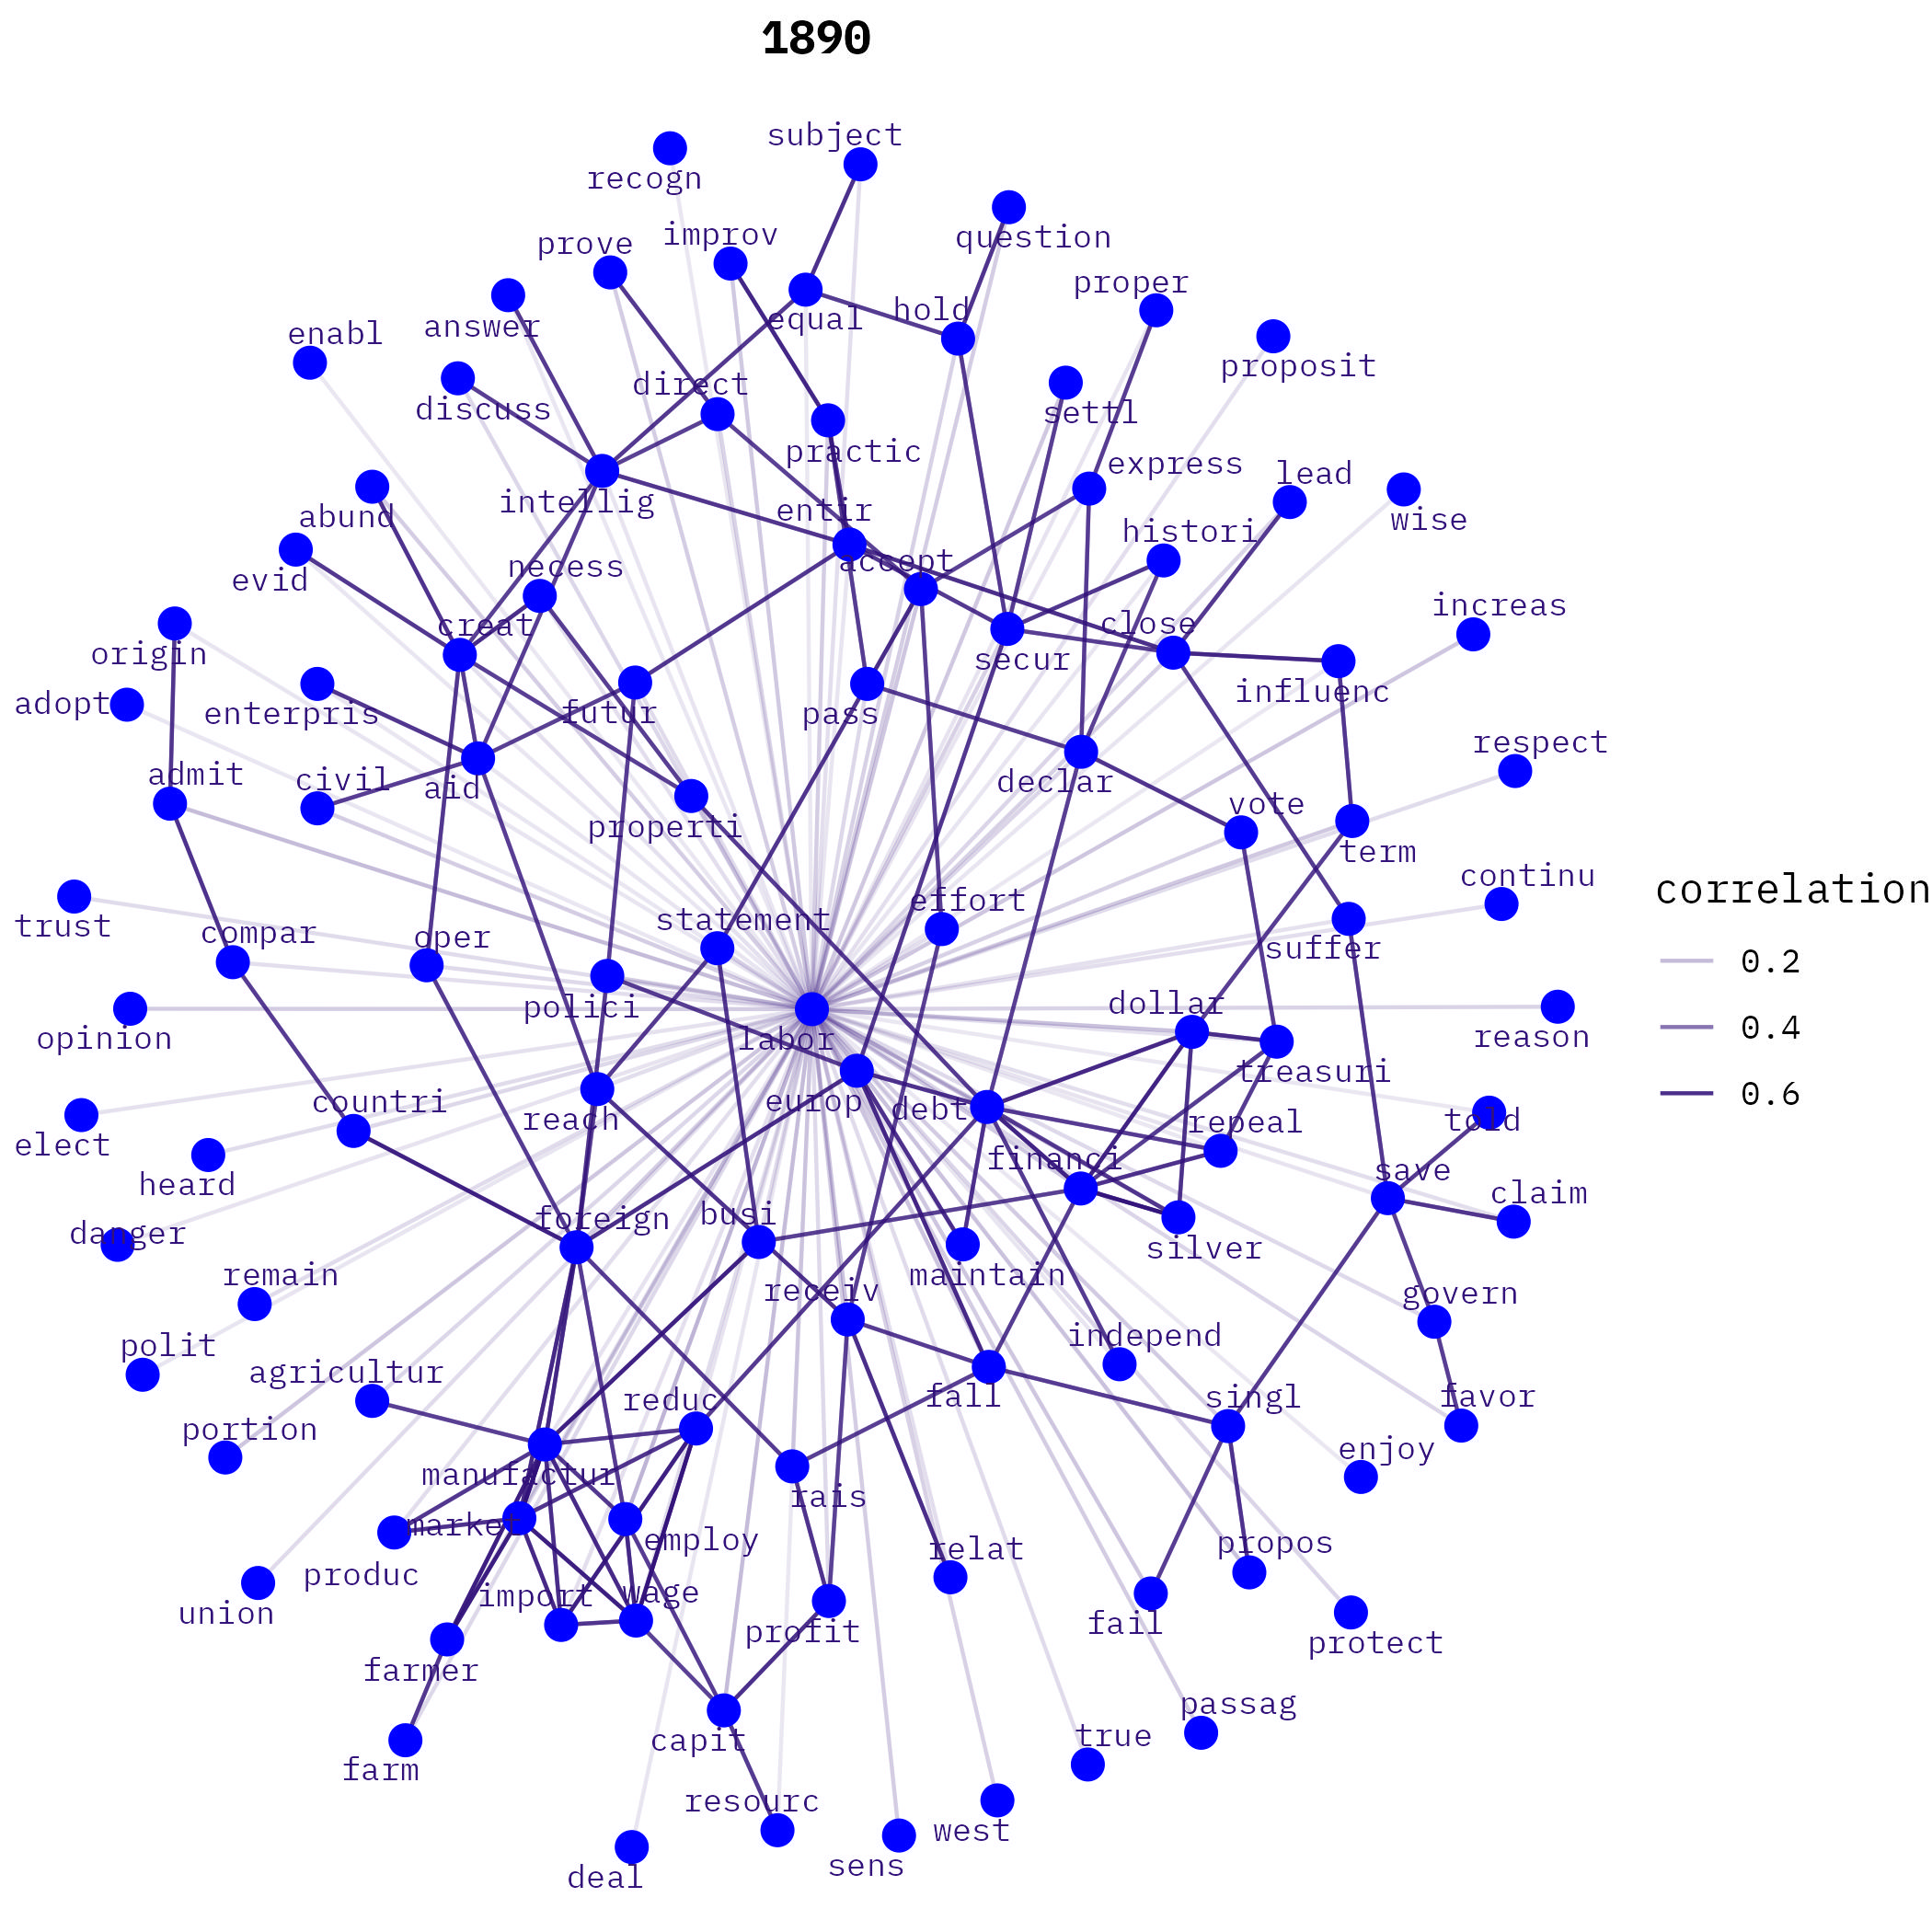 1890
subject
recogn
question
improv
prove
proper
hold
equal
answer
enabl
proposit
direct
discuss
settl
practic
express
lead
intellig
entir
abund
wise
histori
accept
necess
evid
increas
close
creat
origin
secur
influenc
adopt
enterpris
futur
pass
respect
admit
civil
aid
declar
vote
properti
term
continu
correlation
effort
statement
trust
compar
oper
suffer
0.2
dollar
polici
opinion
labor
reason
0.4
treasuri
0.6
countri
europ
debt
reach
repeal
told
elect
financi
save
heard
claim
foreign
busi
danger
silver
remain
maintain
receiv
govern
independ
polit
agricultur
reduc
fall
singl
favor
portion
enjoy
manufactur
rais
market
employ
relat
propos
produc
import
wage
union
profit
fail
protect
farmer
passag
capit
true
farm
resourc
west
sens
deal